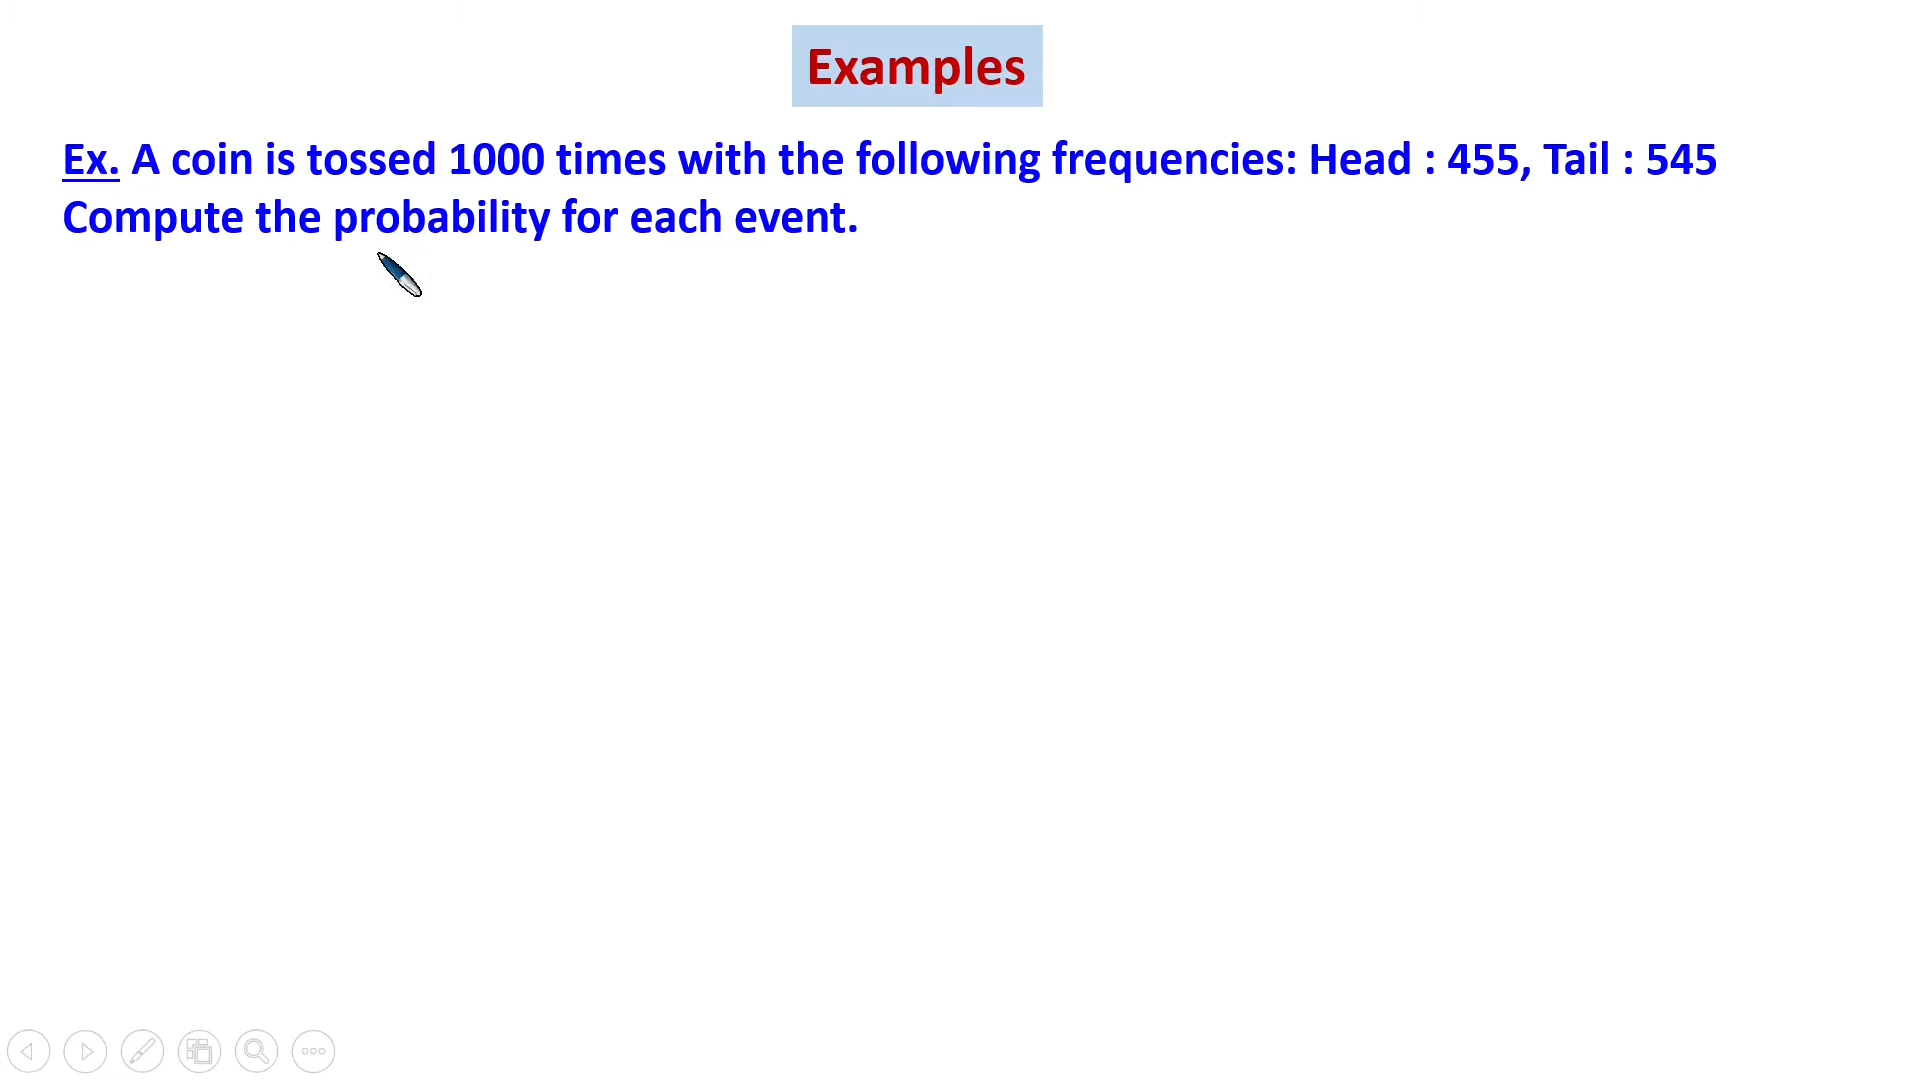 Examples
Ex. A coin is tossed 1000 times with the following frequencies: Head : 455, Tail : 545
Compute the probability for each event.